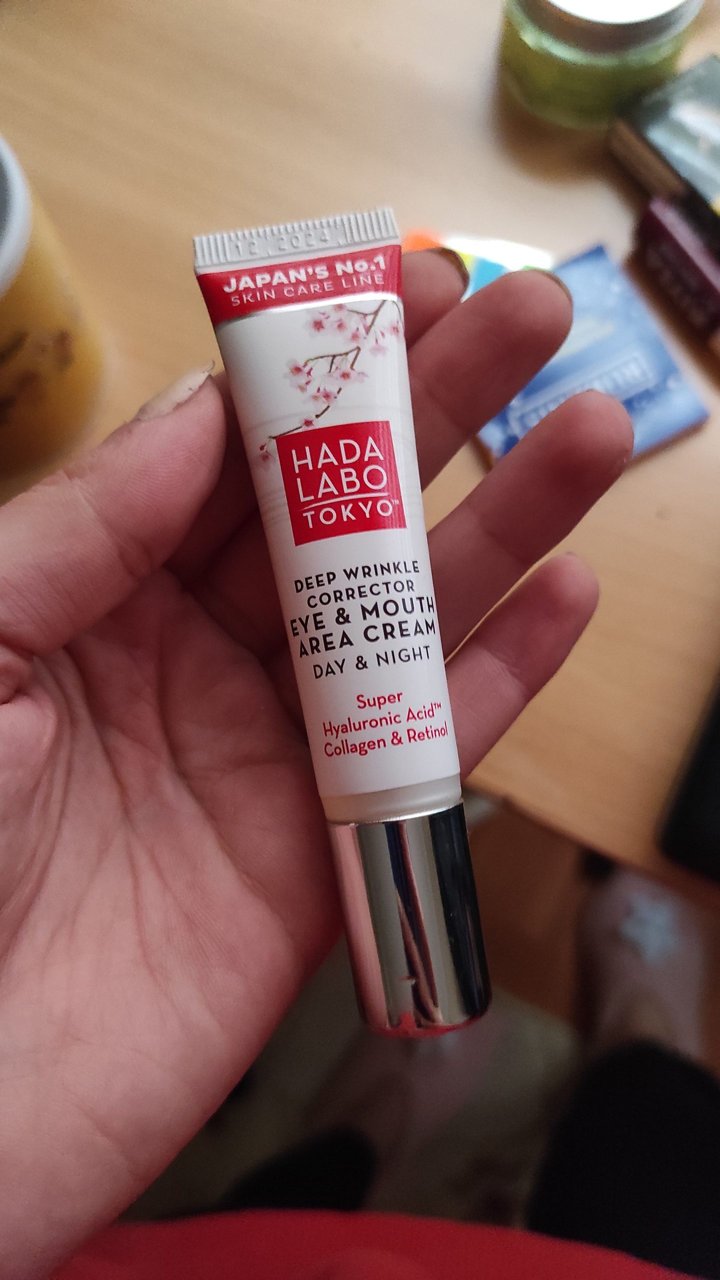 12.2024
JAPAN'S No.1
SKIN CARE LINE
HADA
LABO
TOKYO™
DEEP WRINKLE
CORRECTOR
EYE & MOUTH
AREA CREAM
DAY & NIGHT
Super
Hyaluronic Acid™
Collagen & Retinol